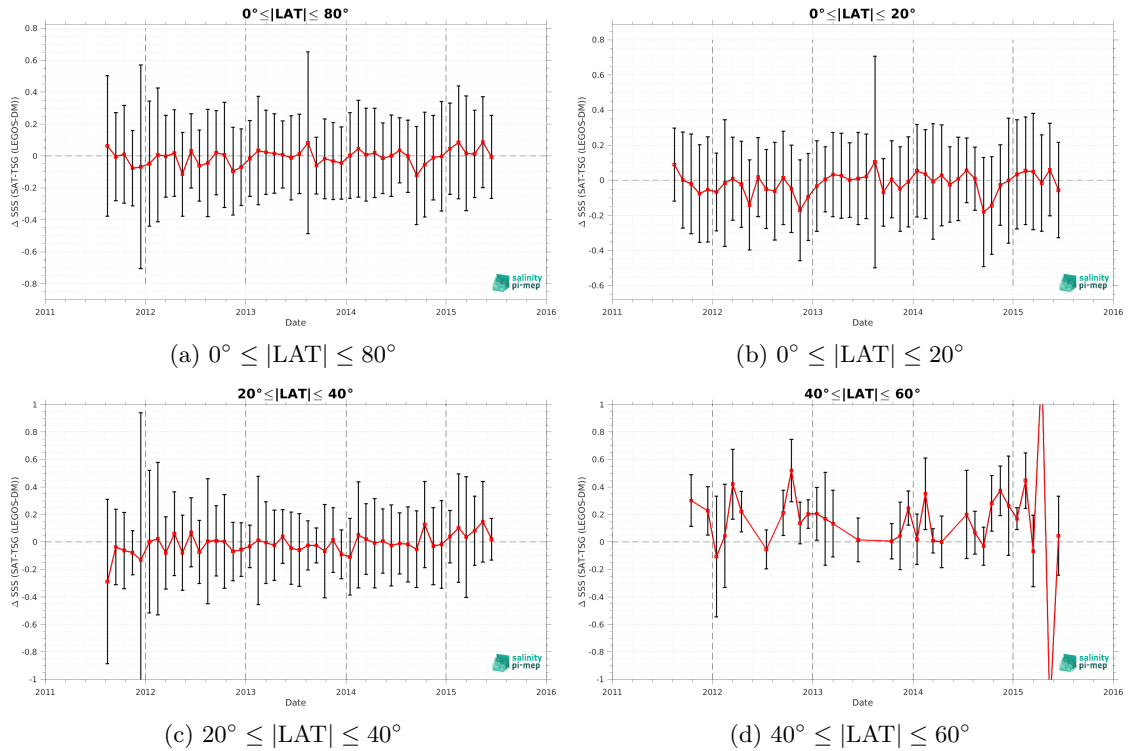 0°≤|LAT|≤ 80°
Δ SSS (SAT-TSG (LEGOS-DM))
0.8
0.6
0.4
0.2
0
-0.2
-0.4
-0.6
-0.8
2011
2012
2013
2014
2015
2016
Date
salinity
pi-mep
(a) 0° ≤ |LAT| ≤ 80°
0°≤|LAT|≤ 20°
Δ SSS (SAT-TSG (LEGOS-DM))
0.8
0.6
0.4
0.2
0
-0.2
-0.4
-0.6
2011
2012
2013
2014
2015
2016
Date
salinity
pi-mep
(b) 0° ≤ |LAT| ≤ 20°
20°≤|LAT|≤ 40°
Δ SSS (SAT-TSG (LEGOS-DM))
1
0.8
0.6
0.4
0.2
0
-0.2
-0.4
-0.6
-0.8
-1
2011
2012
2013
2014
2015
2016
Date
salinity
pi-mep
(c) 20° ≤ |LAT| ≤ 40°
40°≤|LAT|≤ 60°
Δ SSS (SAT-TSG (LEGOS-DM))
1
0.8
0.6
0.4
0.2
0
-0.2
-0.4
-0.6
-0.8
-1
2011
2012
2013
2014
2015
2016
Date
salinity
pi-mep
(d) 40° ≤ |LAT| ≤ 60°